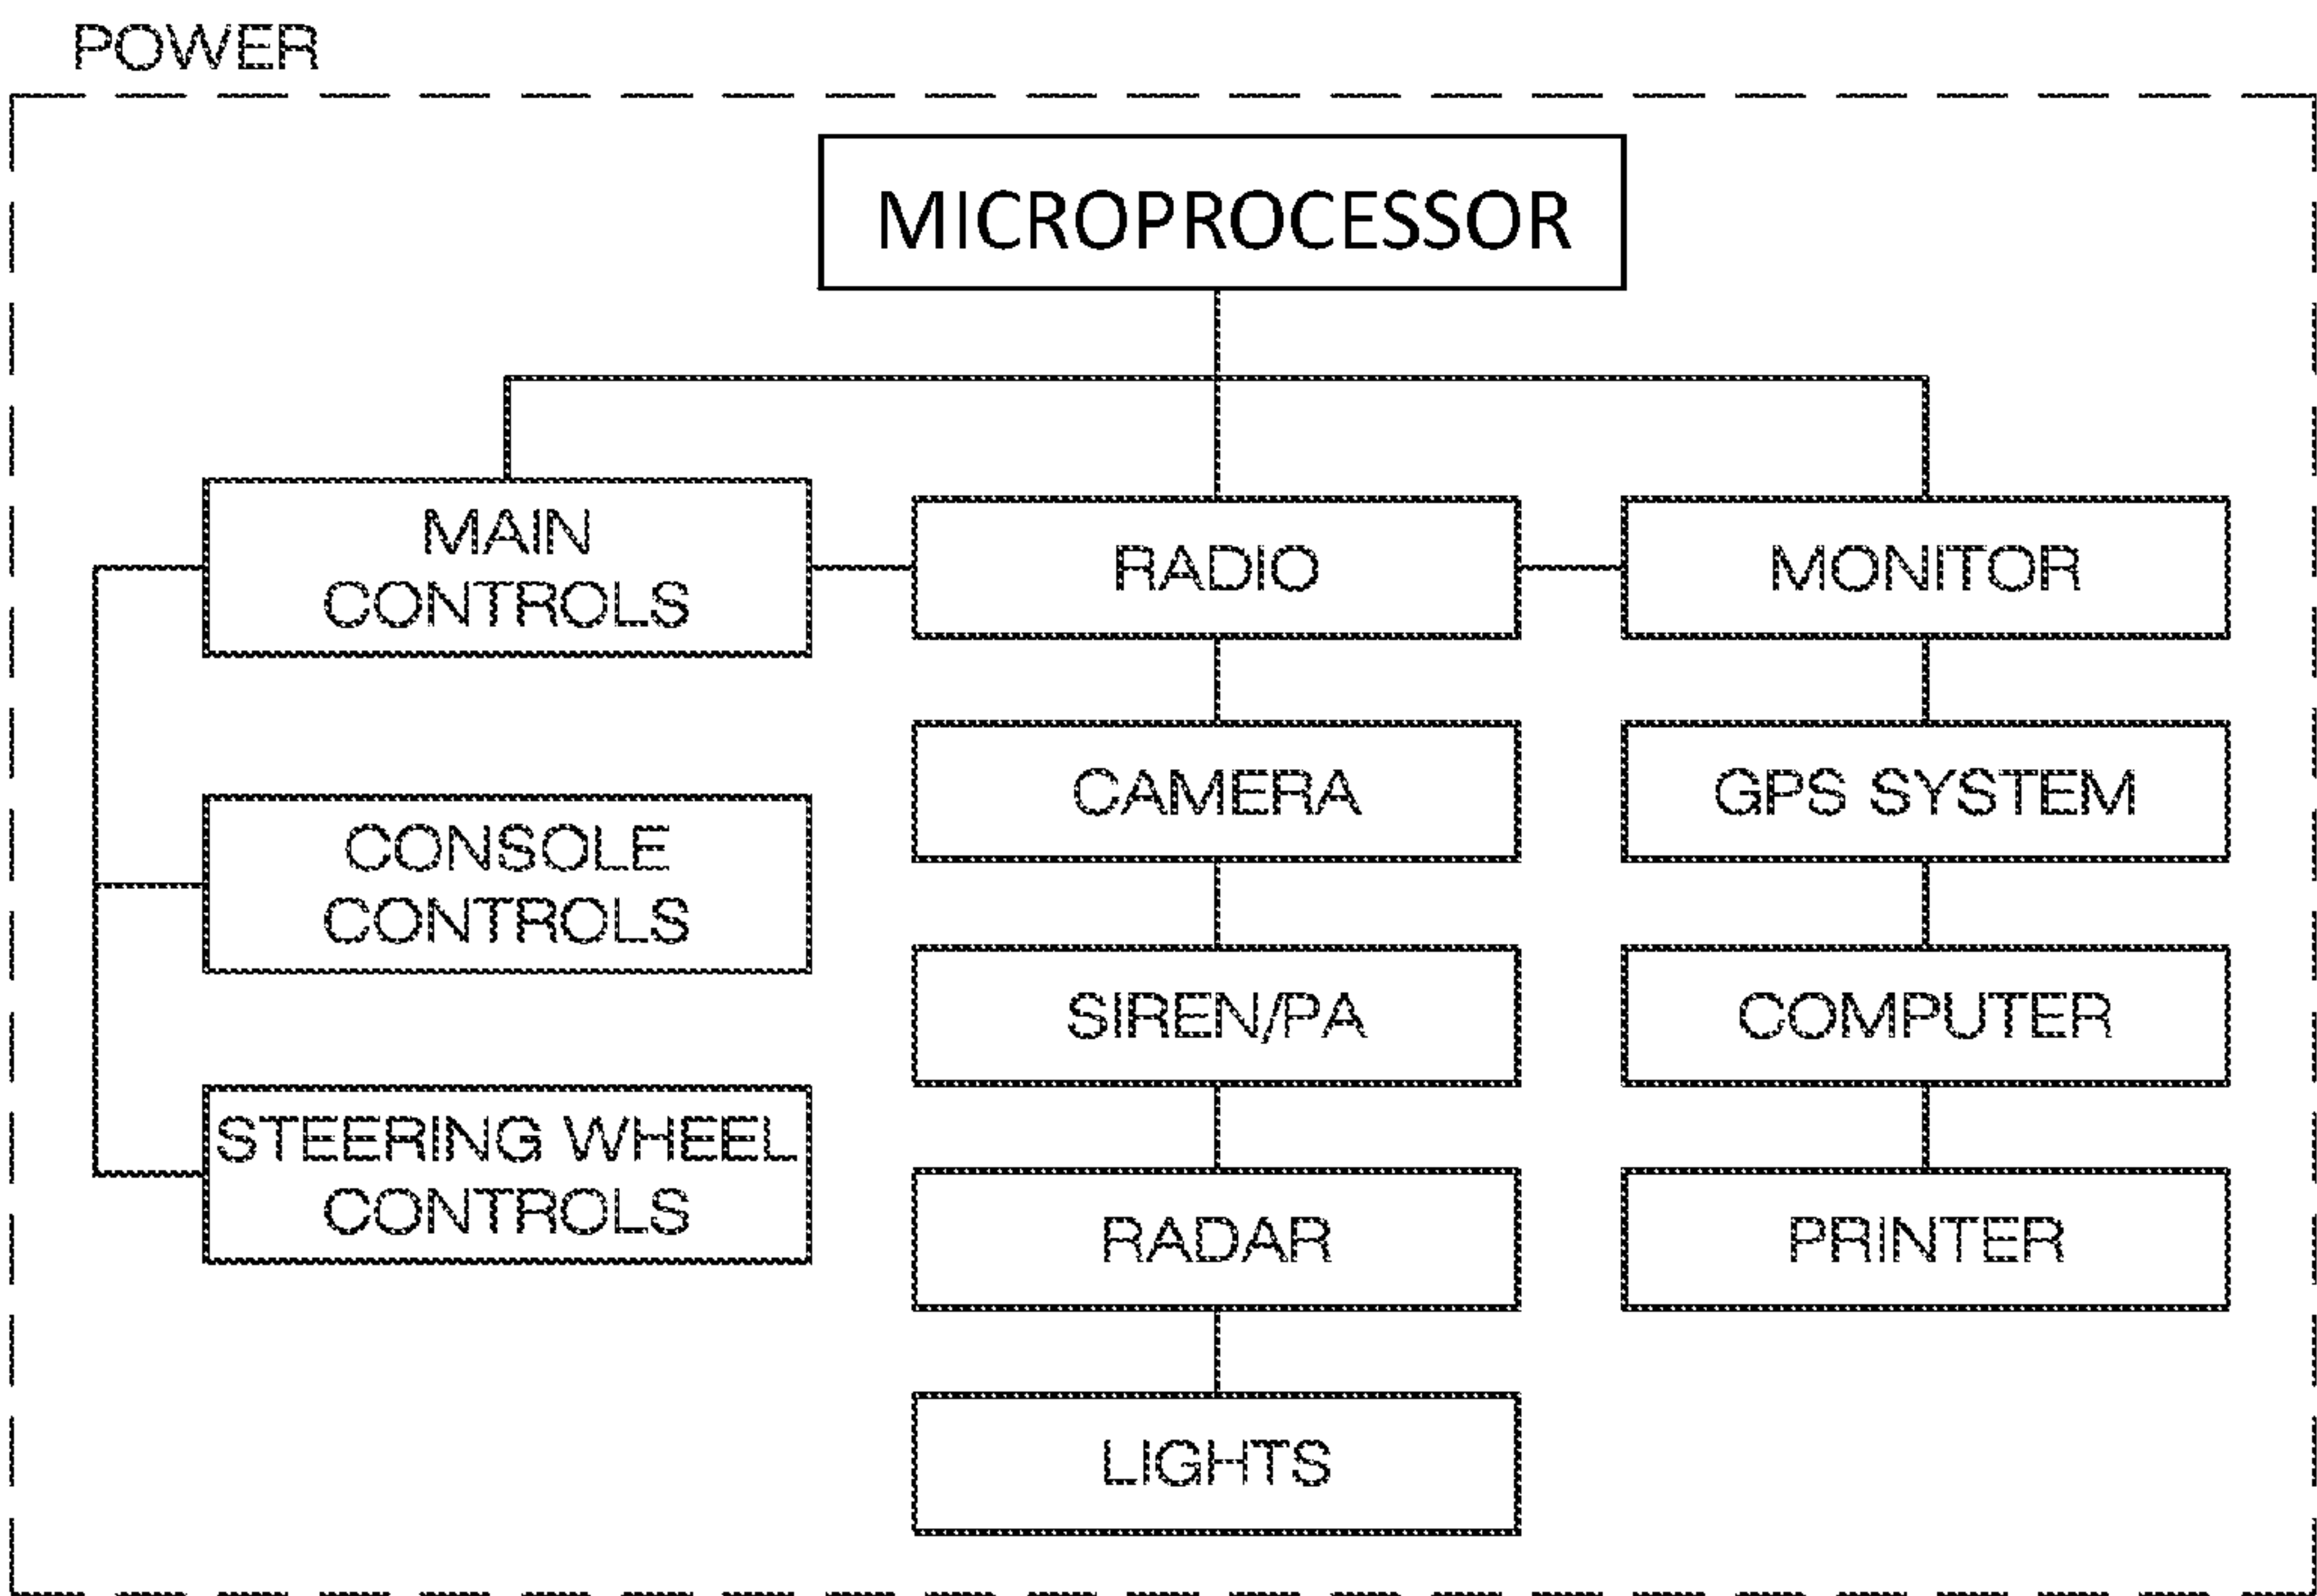 POWER
MICROPROCESSOR
MAIN
CONTROLS
RADIO
MONITOR
CONSOLE
CONTROLS
CAMERA
GPS SYSTEM
SIREN/PA
COMPUTER
STEERING WHEEL
CONTROLS
RADAR
PRINTER
LIGHTS